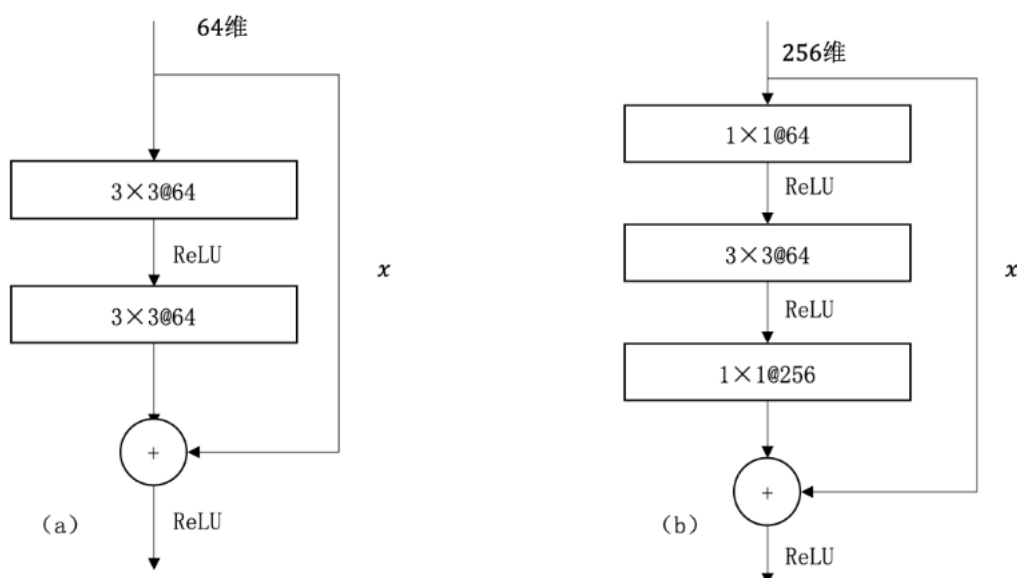 64维
3×3@64
ReLU
3×3@64
x
+
ReLU
(a)
256维
1×1@64
ReLU
3×3@64
ReLU
1×1@256
x
+
ReLU
(b)